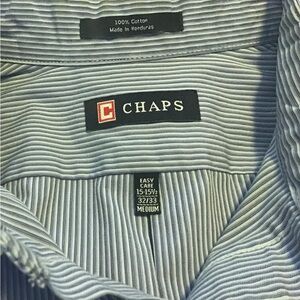 100% Cotton
Made in Honduras
C CHAPS
EASY
CARE
15-15½
32/33
MEDIUM